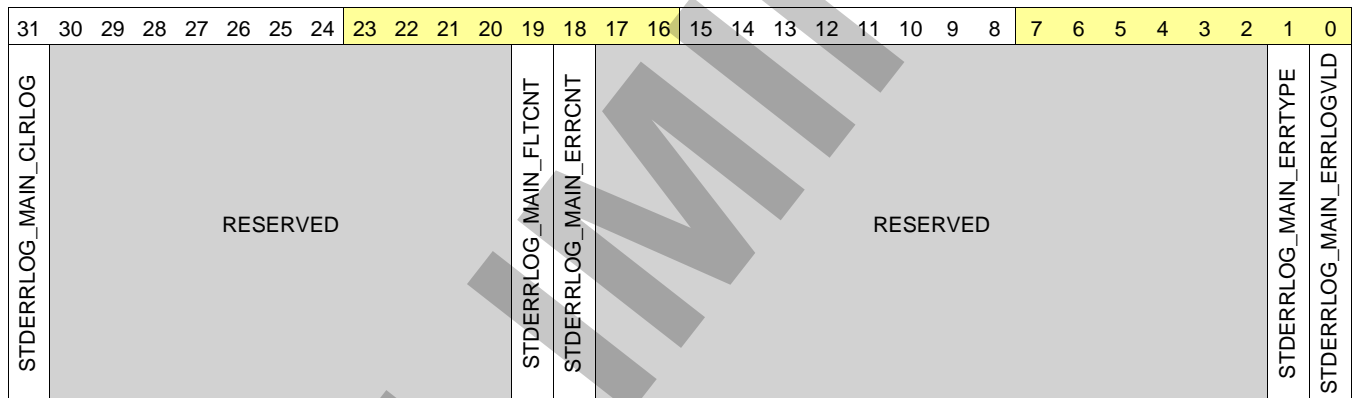 31 30 29 28 27 26 25 24 23 22 21 20 19 18 17 16 15 14 13 12 11 10 9 8 7 6 5 4 3 2 1 0
STDERRLOG_MAIN_CLRLOG
RESERVED
STDERRLOG_MAIN_FLTCNT
STDERRLOG_MAIN_ERRCNT
RESERVED
STDERRLOG_MAIN_ERRTYPE
STDERRLOG_MAIN_ERRLOGVLD